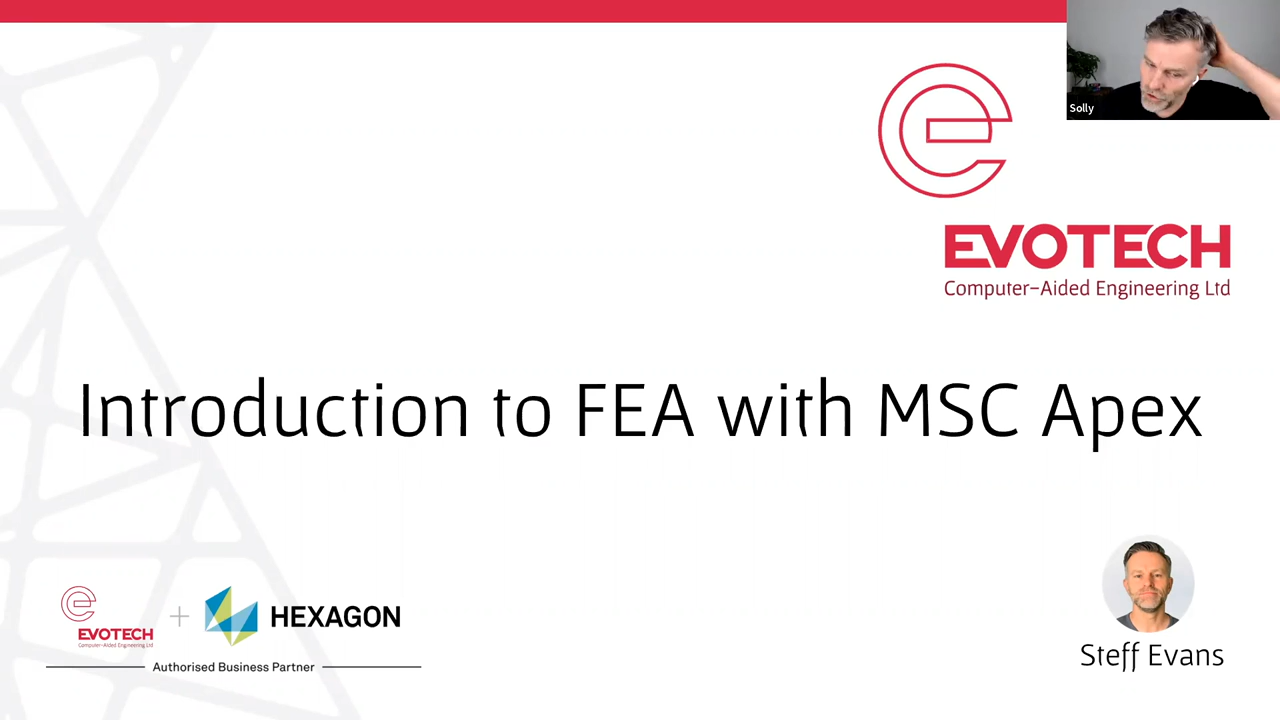 Solly
EVOTECH
Computer-Aided Engineering Ltd
Introduction to FEA with MSC Apex
EVOTECH
Computer-Aided Engineering Ltd
+
HEXAGON
Authorised Business Partner
Steff Evans